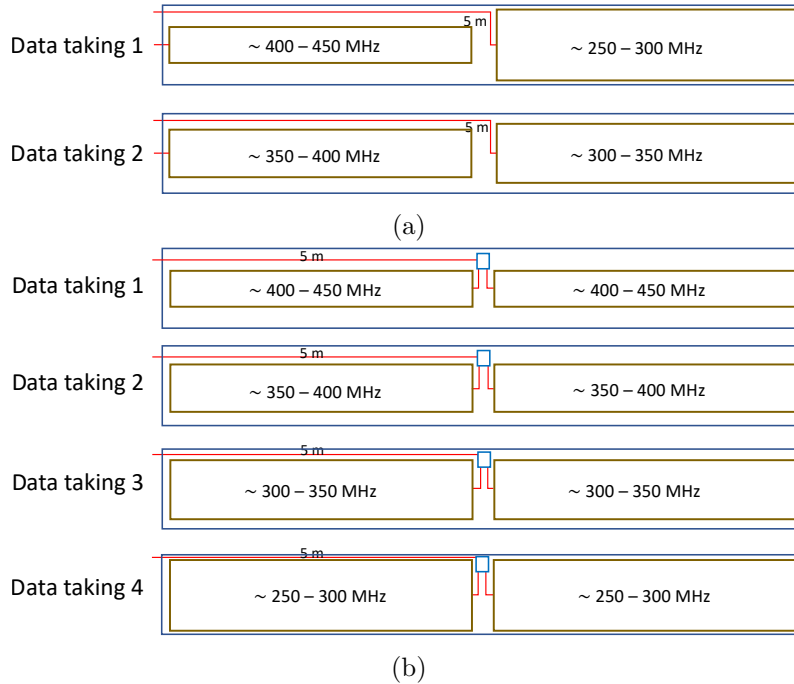 5 m
Data taking 1
~ 400 – 450 MHz
~ 250 – 300 MHz
5 m
Data taking 2
~ 350 – 400 MHz
~ 300 – 350 MHz
(a)
5 m
Data taking 1
~ 400 – 450 MHz
~ 400 – 450 MHz
5 m
Data taking 2
~ 350 – 400 MHz
~ 350 – 400 MHz
5 m
Data taking 3
~ 300 – 350 MHz
~ 300 – 350 MHz
5 m
Data taking 4
~ 250 – 300 MHz
~ 250 – 300 MHz
(b)